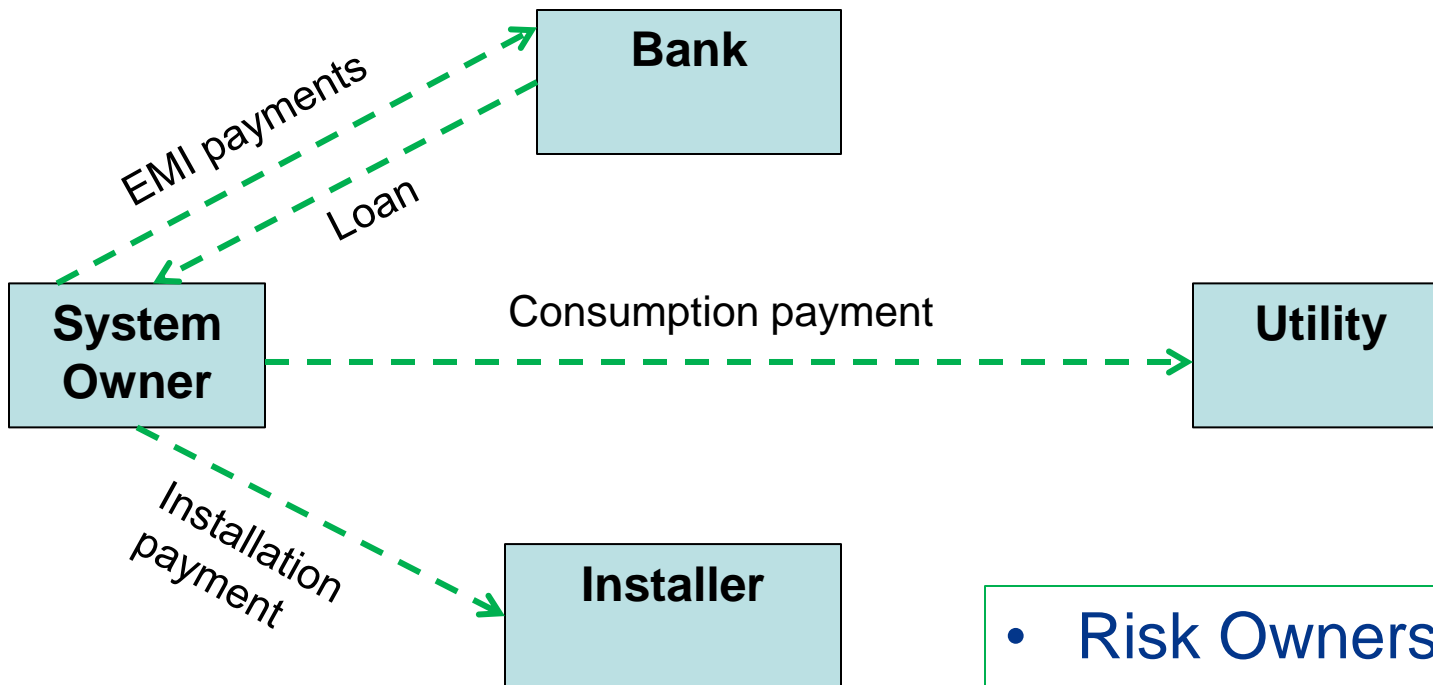 Bank
EMI payments
Loan
System
Owner
Consumption payment
Utility
Installation
payment
Installer
• Risk Owners